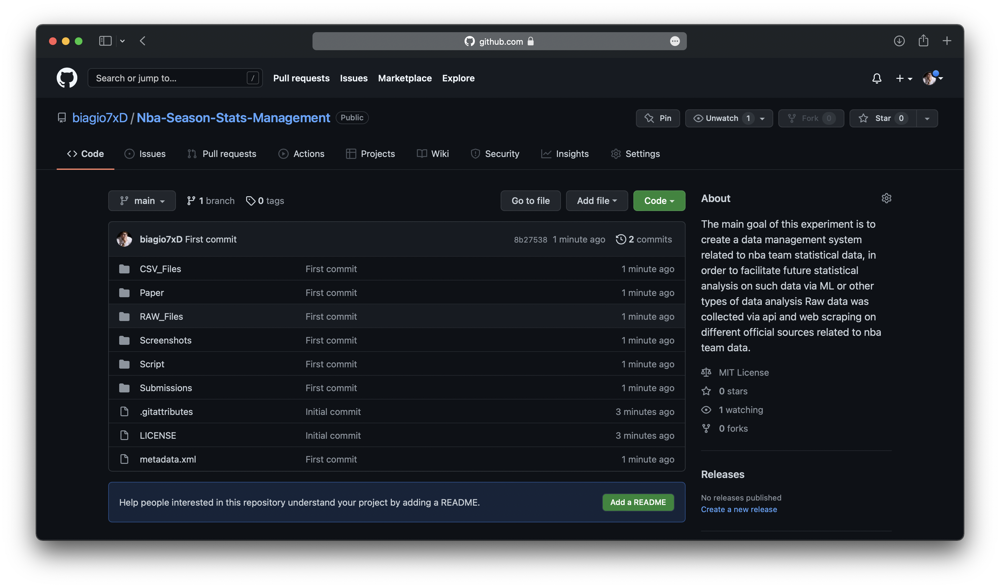 github.com
Search or jump to... /
Pull requests Issues Marketplace Explore
biagio7xD / Nba-Season-Stats-Management Public
Pin Unwatch 1 Fork 0 Star 0
Code Issues Pull requests Actions Projects Wiki Security Insights Settings
main 1 branch 0 tags Go to file Add file Code
biagio7xD First commit 8b27538 1 minute ago 2 commits
CSV_Files First commit 1 minute ago
Paper First commit 1 minute ago
RAW_Files First commit 1 minute ago
Screenshots First commit 1 minute ago
Script First commit 1 minute ago
Submissions First commit 1 minute ago
.gitattributes Initial commit 3 minutes ago
LICENSE Initial commit 3 minutes ago
metadata.xml First commit 1 minute ago
Help people interested in this repository understand your project by adding a README. Add a README
About
The main goal of this experiment is to
create a data management system
related to nba team statistical data, in
order to facilitate future statistical
analysis on such data via ML or other
types of data analysis Raw data was
collected via api and web scraping on
different official sources related to nba
team data.
MIT License
0 stars
1 watching
0 forks
Releases
No releases published
Create a new release